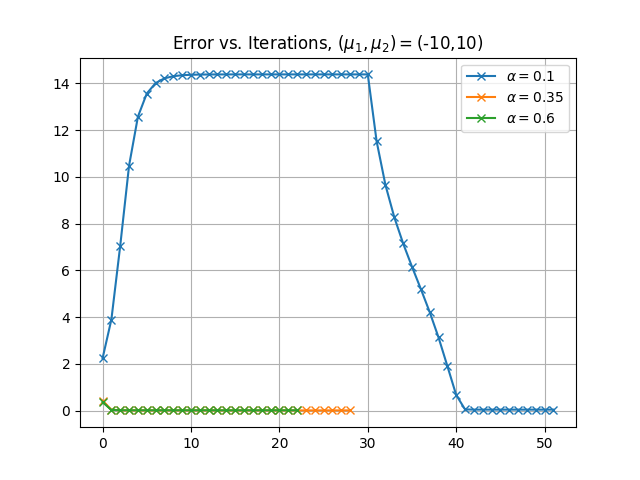 Error vs. Iterations, (μ₁,μ₂) = (-10,10)
14
12
10
8
6
4
2
0
α = 0.1
α = 0.35
α = 0.6
0 10 20 30 40 50